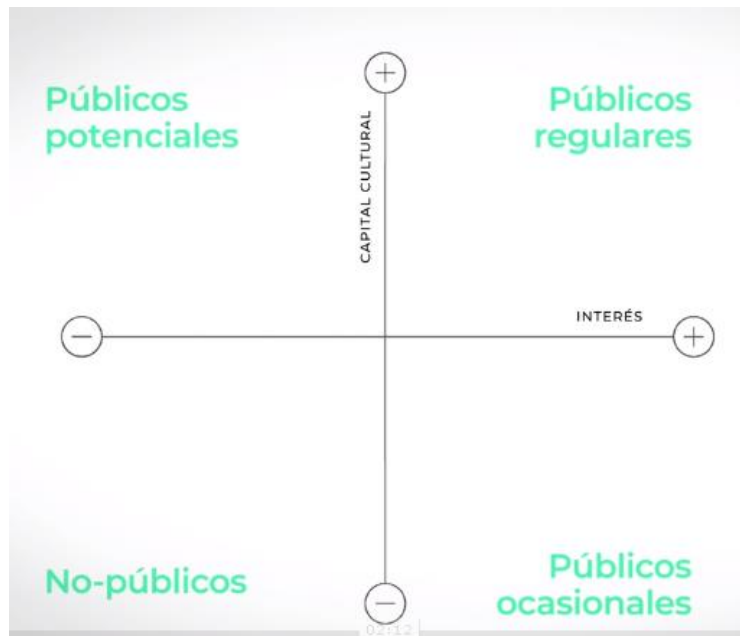 Públicos
potenciales
Públicos
regulares
CAPITAL CULTURAL
INTERÉS
No-públicos
Públicos
ocasionales
02:12